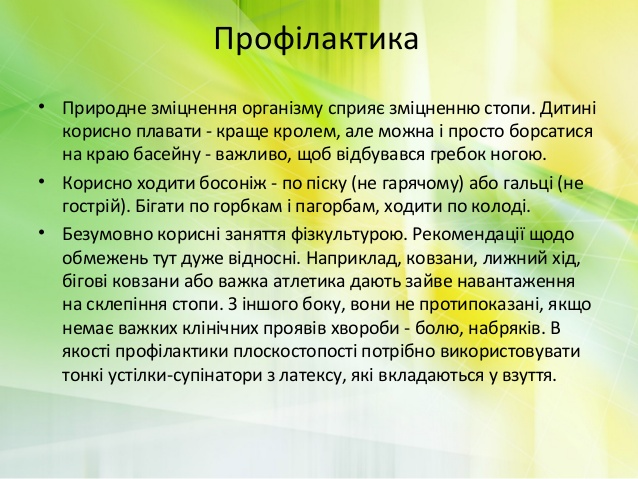 Профілактика
• Природне зміцнення організму сприяє зміцненню стопи. Дитині
корисно плавати - краще кролем, але можна і просто борсатися
на краю басейну - важливо, щоб відбувався гребок ногою.
• Корисно ходити босоніж - по піску (не гарячому) або гальці (не
гострій). Бігати по горбкам і пагорбам, ходити по колоді.
• Безумовно корисні заняття фізкультурою. Рекомендації щодо
обмежень тут дуже відносні. Наприклад, ковзани, лижний хід,
бігові ковзани або важка атлетика дають зайве навантаження
на склепіння стопи. З іншого боку, вони не протипоказані, якщо
немає важких клінічних проявів хвороби - болю, набряків. В
якості профілактики плоскостопості потрібно використовувати
тонкі устілки-супінатори з латексу, які вкладаються у взуття.